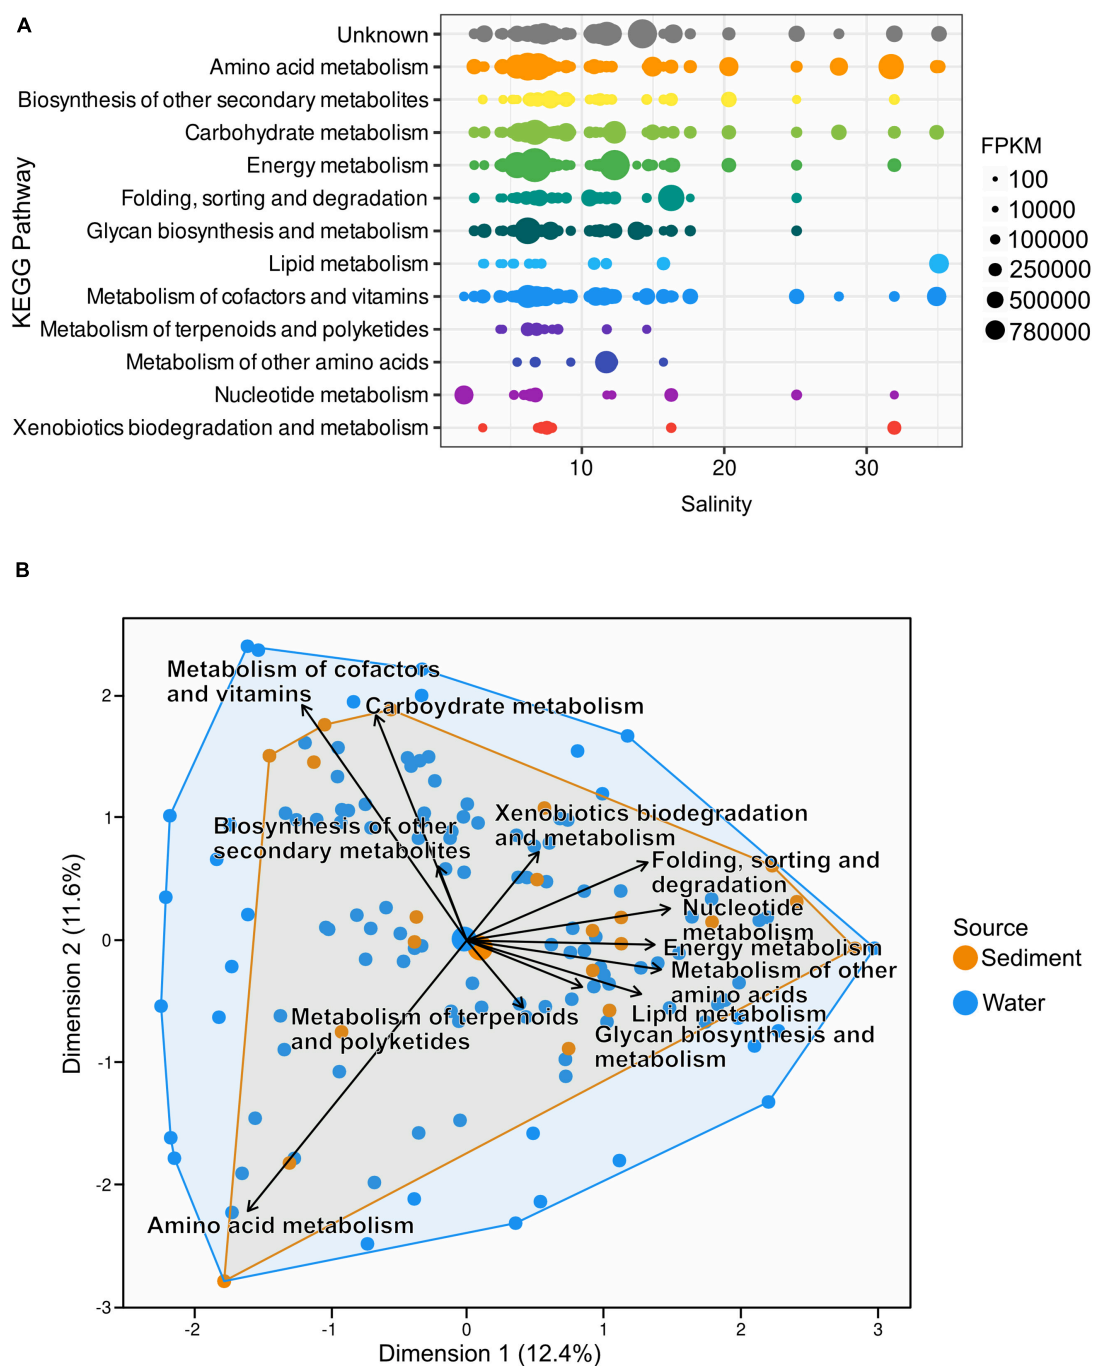 A
KEGG Pathway
Unknown
Amino acid metabolism
Biosynthesis of other secondary metabolites
Carbohydrate metabolism
Energy metabolism
Folding, sorting and degradation
Glycan biosynthesis and metabolism
Lipid metabolism
Metabolism of cofactors and vitamins
Metabolism of terpenoids and polyketides
Metabolism of other amino acids
Nucleotide metabolism
Xenobiotics biodegradation and metabolism
10
20
30
Salinity
FPKM
100
10000
100000
250000
500000
780000
B
Dimension 2 (11.6%)
2
1
0
-1
-2
-3
Metabolism of cofactors
and vitamins
Carboydrate metabolism
Biosynthesis of other
secondary metabolites
Xenobiotics biodegradation
and metabolism
Folding, sorting and
degradation
Nucleotide
metabolism
Energy metabolism
Metabolism of other
amino acids
Lipid metabolism
Glycan biosynthesis and
metabolism
Metabolism of terpenoids
and polyketides
Amino acid metabolism
-2
-1
0
1
2
3
Dimension 1 (12.4%)
Source
Sediment
Water